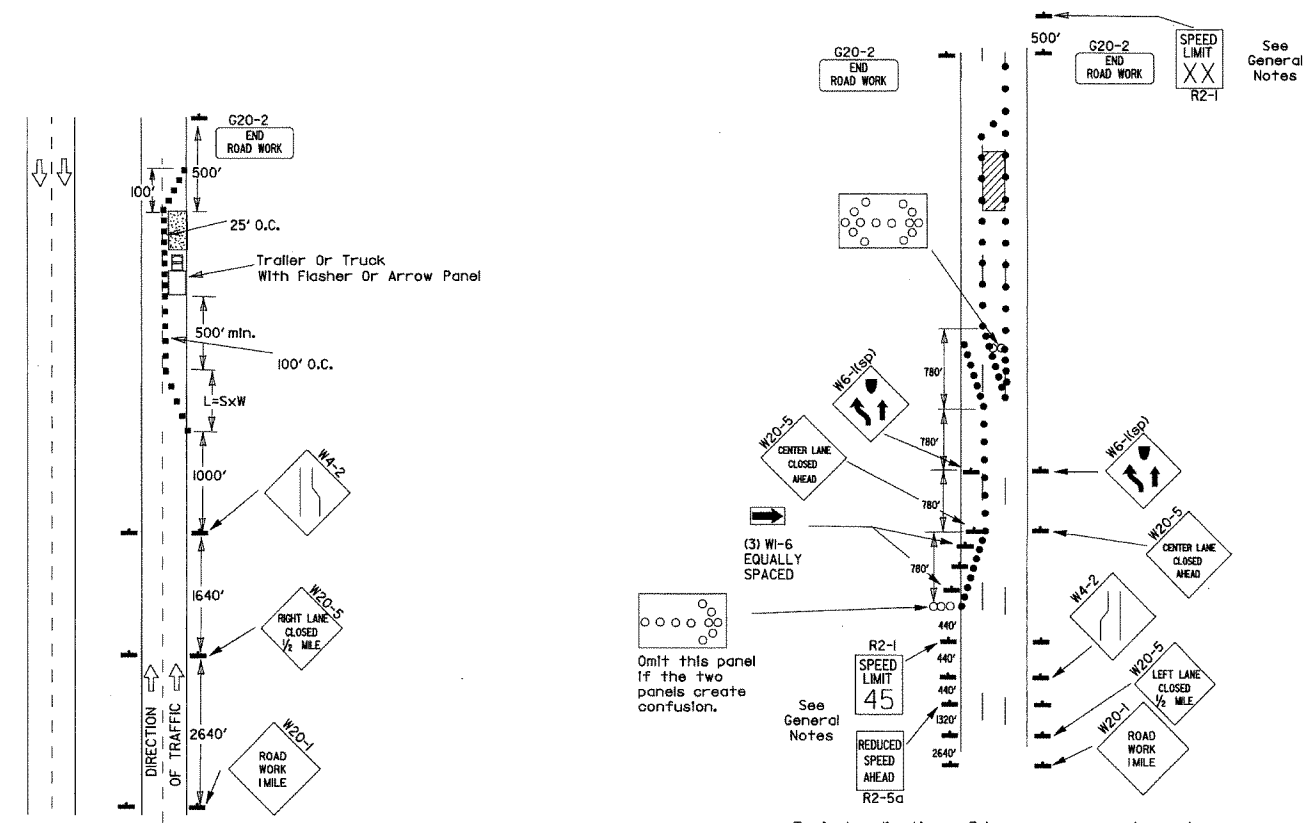 G20-2
END
ROAD WORK
500'
100'
25' O.C.
Trailer Or Truck
With Flasher Or Arrow Panel
500' min.
100' O.C.
L=SxW
1000'
W4-2
1640'
W20-5
RIGHT LANE
CLOSED
1/2 MILE
DIRECTION
OF TRAFFIC
2640'
W20-1
ROAD
WORK
1 MILE
G20-2
END
ROAD WORK
500'
G20-2
END
ROAD WORK
SPEED
LIMIT
XX
R2-1
See
General
Notes
780'
W6-1(sp)
780'
W20-5
CENTER LANE
CLOSED
AHEAD
780'
(3) W1-6
EQUALLY
SPACED
780'
W6-1(sp)
W20-5
CENTER LANE
CLOSED
AHEAD
Omit this panel
if the two
panels create
confusion.
440'
R2-1
SPEED
LIMIT
45
440'
440'
See
General
Notes
1320'
REDUCED
SPEED
AHEAD
R2-5a
2640'
W4-2
W20-5
LEFT LANE
CLOSED
1/2 MILE
W20-1
ROAD
WORK
1 MILE